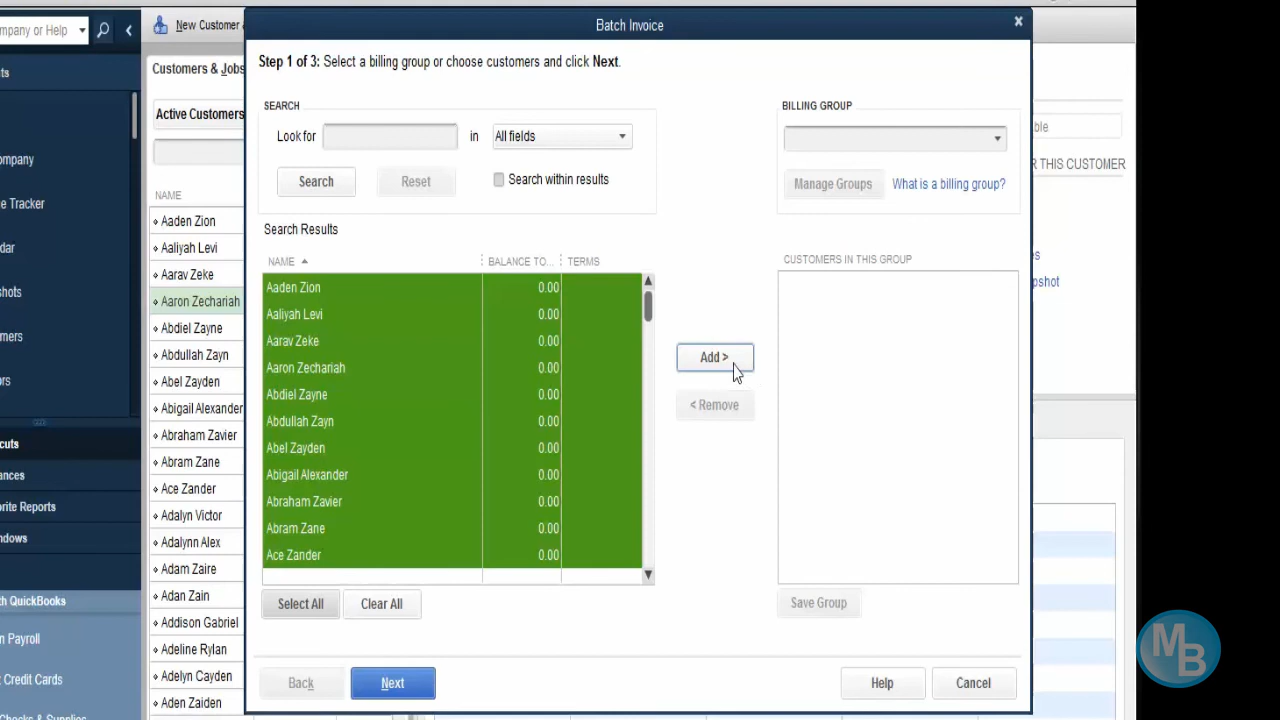 Batch Invoice
Step 1 of 3: Select a billing group or choose customers and click Next.
SEARCH
Look for
in
All fields
Search
Reset
Search within results
BILLING GROUP
Manage Groups
What is a billing group?
Search Results
NAME
BALANCE TO...
TERMS
Aaden Zion 0.00
Aaliyah Levi 0.00
Aarav Zeke 0.00
Aaron Zechariah 0.00
Abdiel Zayne 0.00
Abdullah Zayn 0.00
Abel Zayden 0.00
Abigail Alexander 0.00
Abraham Zavier 0.00
Abram Zane 0.00
Ace Zander 0.00
Select All
Clear All
Add >
< Remove
CUSTOMERS IN THIS GROUP
Save Group
Back
Next
Help
Cancel
ompany or Help
New Customer
Customers & Jobs
Active Customers
NAME
Aaden Zion
Aaliyah Levi
Aarav Zeke
Aaron Zechariah
Abdiel Zayne
Abdullah Zayn
Abel Zayden
Abigail Alexander
Abraham Zavier
Abram Zane
Ace Zander
Adalyn Victor
Adalynn Alex
Adam Zaire
Adan Zain
Addison Gabriel
Adeline Rylan
Adelyn Cayden
Aden Zaiden
ts
ompany
e Tracker
dar
shots
mers
ors
cuts
ances
orite Reports
ndows
th QuickBooks
n Payroll
t Credit Cards
Checks & Supplies
ble
R THIS CUSTOMER
es
pshot
MB